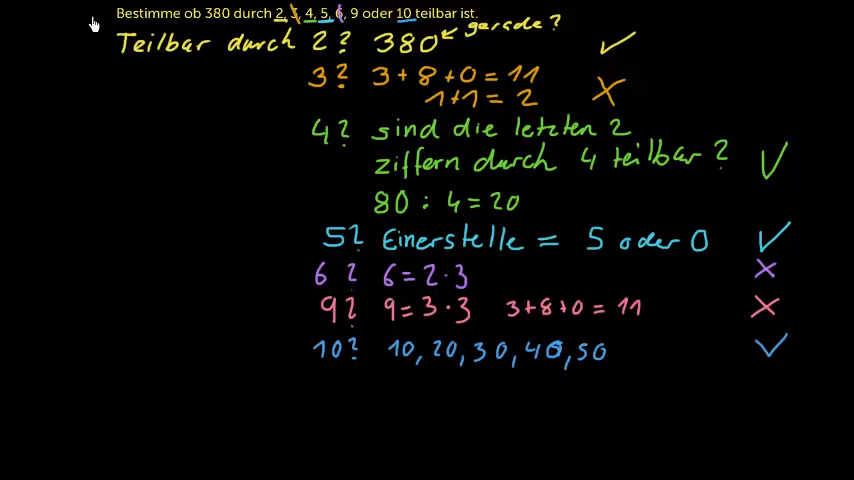 Bestimme ob 380 durch 2, 3, 4, 5, 6, 9 oder 10 teilbar ist.
Teilbar durch 2? 380 ← gerade? ✓
3? 3 + 8 + 0 = 11
1 + 1 = 2 ✗
4? sind die letzten 2
ziffern durch 4 teilbar? ✓
80 : 4 = 20
5? Einerstelle = 5 oder 0 ✓
6? 6 = 2 · 3 ✗
9? 9 = 3 · 3 3 + 8 + 0 = 11 ✗
10? 10, 20, 30, 40, 50 ✓